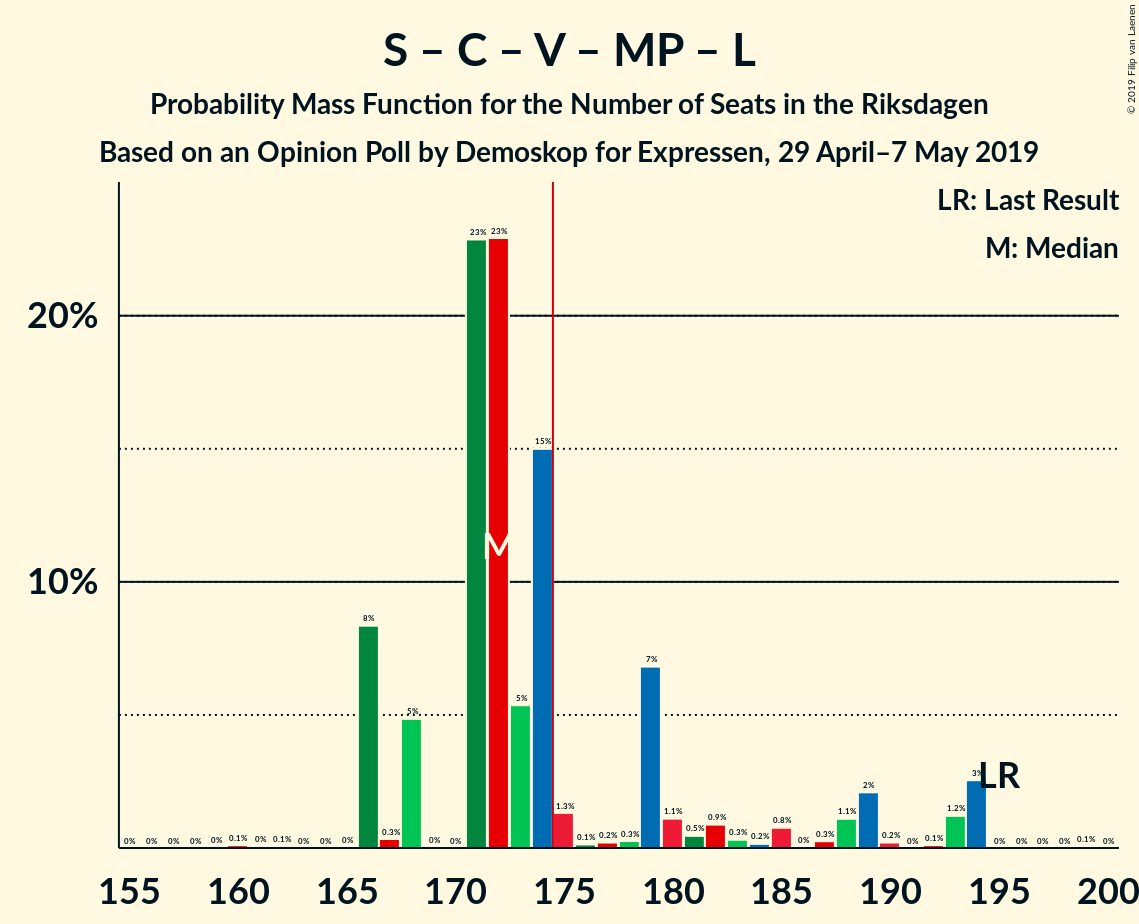 S – C – V – MP – L
Probability Mass Function for the Number of Seats in the Riksdagen
Based on an Opinion Poll by Demoskop for Expressen, 29 April–7 May 2019
© 2019 Filip van Laenen
LR: Last Result
M: Median
20%
10%
0% 0% 0% 0% 0% 0.1% 0% 0.1% 0% 0% 0% 8% 0.3% 5% 0% 0% 23% 23% 5% 15% 1.3% 0.1% 0.2% 0.3% 7% 1.1% 0.5% 0.9% 0.3% 0.2% 0.8% 0% 0.3% 1.1% 2% 0.2% 0% 0.1% 1.2% 3% 0% 0% 0% 0% 0.1% 0%
M
LR
155 160 165 170 175 180 185 190 195 200